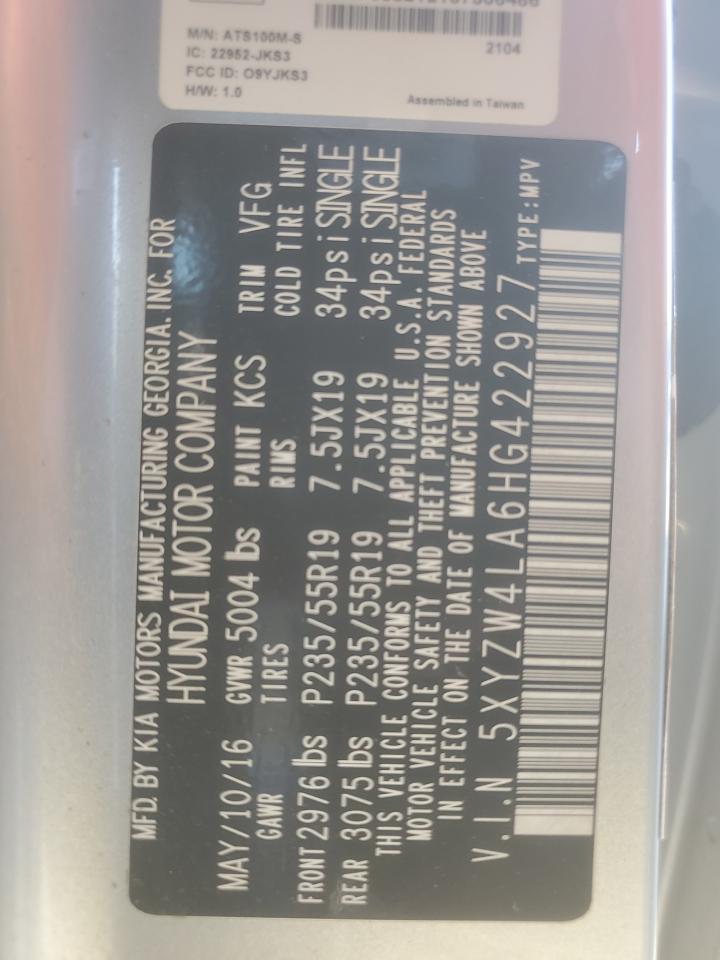 M/N: ATS100M-S
IC: 22952-JKS3
FCC ID: O9YJKS3
H/W: 1.0
2104
Assembled in Taiwan
MFD. BY KIA MOTORS MANUFACTURING GEORGIA, INC. FOR
HYUNDAI MOTOR COMPANY
MAY/10/16 GVWR 5004 lbs PAINT KCS TRIM VFG
GAWR TIRES RIMS COLD TIRE INFL
FRONT 2976 lbs P235/55R19 7.5JX19 34psi SINGLE
REAR 3075 lbs P235/55R19 7.5JX19 34psi SINGLE
THIS VEHICLE CONFORMS TO ALL APPLICABLE U.S.A. FEDERAL
MOTOR VEHICLE SAFETY AND THEFT PREVENTION STANDARDS
IN EFFECT ON THE DATE OF MANUFACTURE SHOWN ABOVE
V.I.N 5XYZW4LA6HG422927 TYPE:MPV